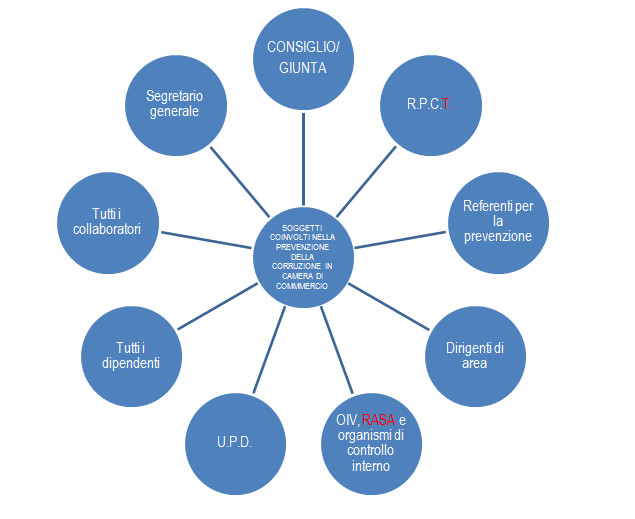 CONSIGLIO/
GIUNTA
R.P.C.T.
Referenti per
la
prevenzione
Dirigenti di
area
OIV, RASA e
organismi di
controllo
interno
U.P.D.
Tutti i
dipendenti
Tutti i
collaboratori
Segretario
generale
SOGGETTI
COINVOLTI NELLA
PREVENZIONE
DELLA
CORRUZIONE IN
CAMERA DI
COMMMERCIO